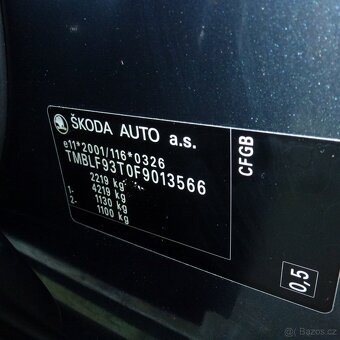 ŠKODA AUTO a.s.
e11*2001/116*0326
TMBLF93T0F9013566
2219 kg
4219 kg
1- 1130 kg
2- 1100 kg
CFGB
0,5
© Bazos.cz